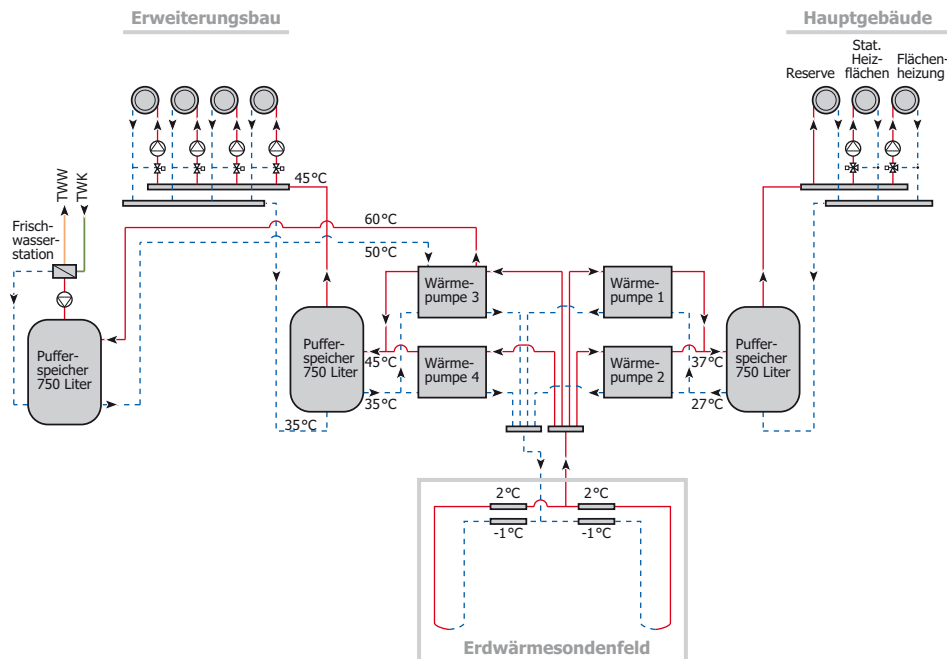 Erweiterungsbau
Hauptgebäude
Reserve
Stat.
Heiz-
flächen
Flächen-
heizung
45°C
TWW
TWK
Frisch-
wasser-
station
60°C
50°C
Wärme-
pumpe 3
Wärme-
pumpe 1
Puffer-
speicher
750 Liter
Puffer-
speicher
750 Liter
Puffer-
speicher
750 Liter
Wärme-
pumpe 4
Wärme-
pumpe 2
45°C
37°C
35°C
27°C
35°C
2°C
2°C
-1°C
-1°C
Erdwärmesondenfeld